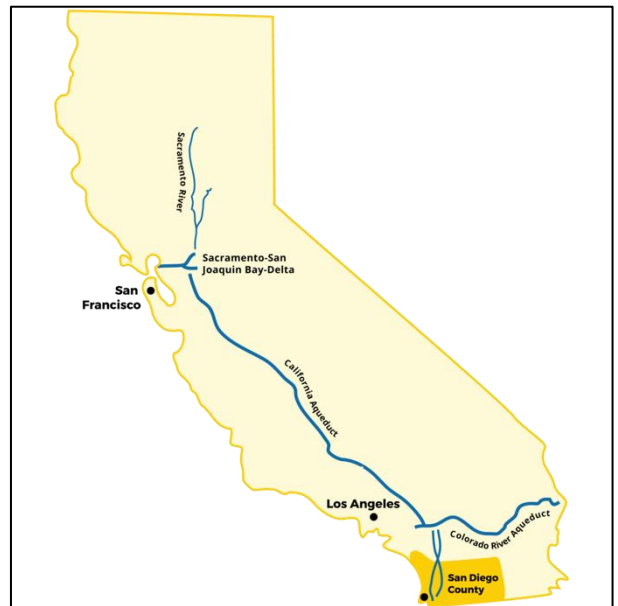 Sacramento River
Sacramento-San
Joaquin Bay-Delta
San
Francisco
California Aqueduct
Los Angeles
Colorado River Aqueduct
San Diego
County